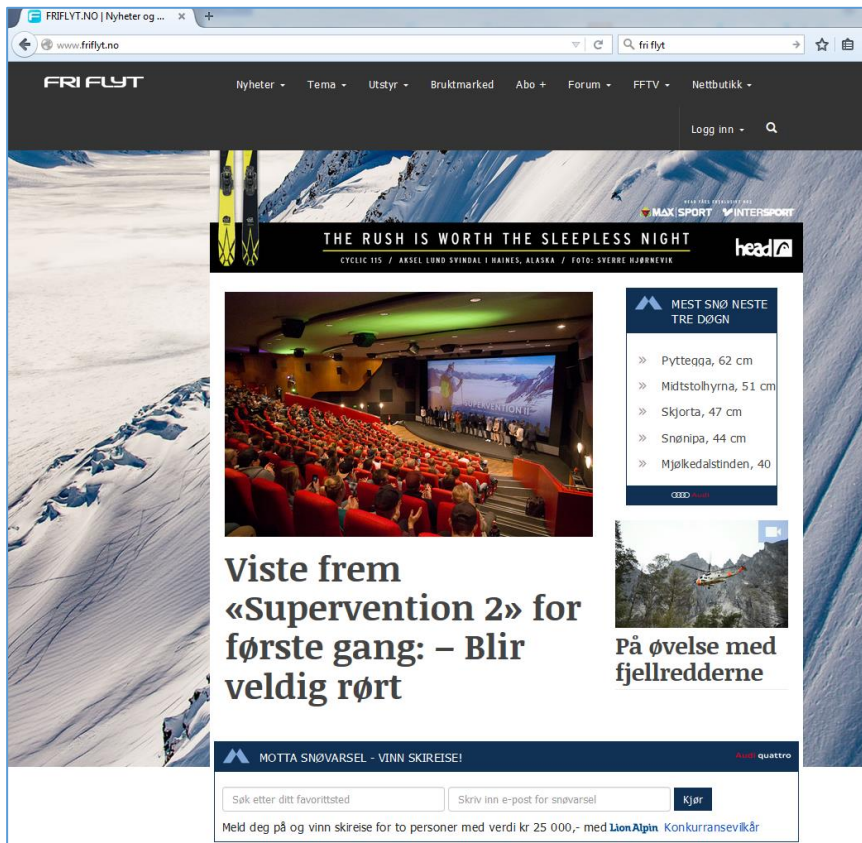 FRIFLYT.NO | Nyheter og ... × +
www.friflyt.no
fri flyt
FRI FLYT
Nyheter
Tema
Utstyr
Bruktmarked
Abo +
Forum
FFTV
Nettbutikk
Logg inn
MAX SPORT INTERSPORT
THE RUSH IS WORTH THE SLEEPLESS NIGHT
CYCLIC 115 / AKSEL LUND SVINDAL I HAINES, ALASKA / FOTO: SVERRE HJØRNEVIK
head
SUPERVENTION II
MEST SNØ NESTE
TRE DØGN
» Pyttegga, 62 cm
» Midtstolhyrna, 51 cm
» Skjorta, 47 cm
» Snønipa, 44 cm
» Mjølkedalstinden, 40
Audi
Viste frem
«Supervention 2» for
første gang: – Blir
veldig rørt
På øvelse med
fjellredderne
MOTTA SNØVARSEL - VINN SKIREISE!
Audi quattro
Søk etter ditt favorittsted
Skriv inn e-post for snøvarsel
Kjør
Meld deg på og vinn skireise for to personer med verdi kr 25 000,- med Lion Alpin Konkurransevilkår